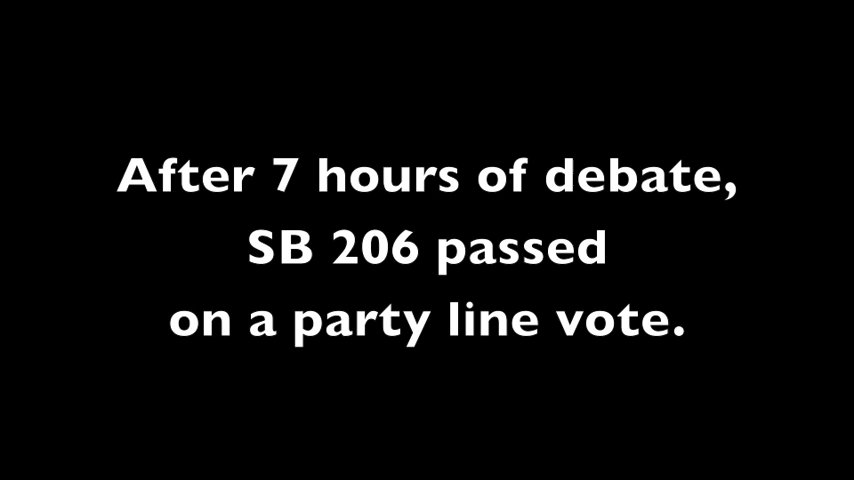 After 7 hours of debate,
SB 206 passed
on a party line vote.